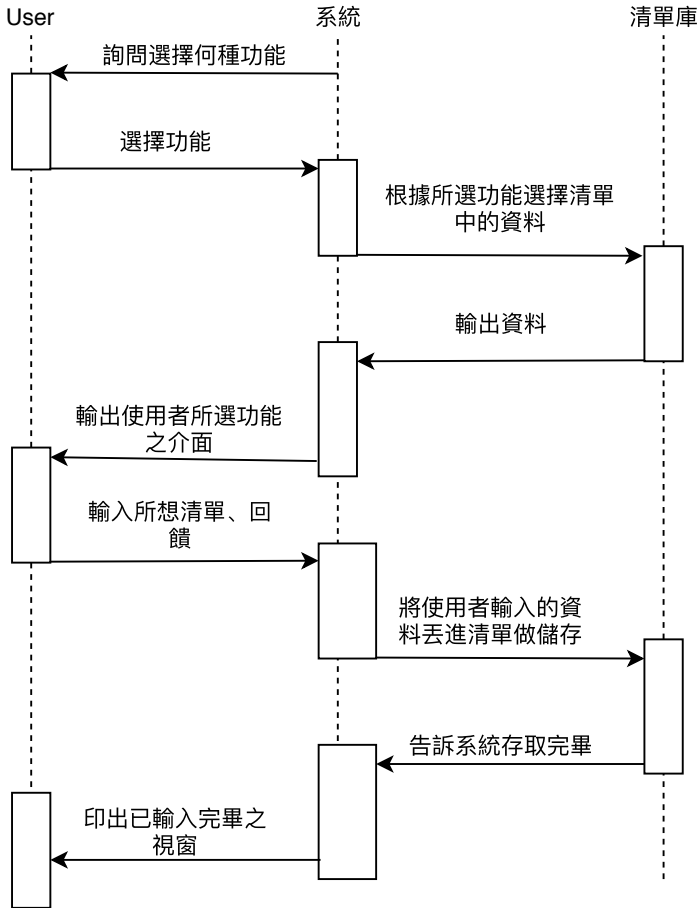 User
系統
清單庫
詢問選擇何種功能
選擇功能
根據所選功能選擇清單
中的資料
輸出資料
輸出使用者所選功能
之介面
輸入所想清單、回
饋
將使用者輸入的資
料丟進清單做儲存
告訴系統存取完畢
印出已輸入完畢之
視窗